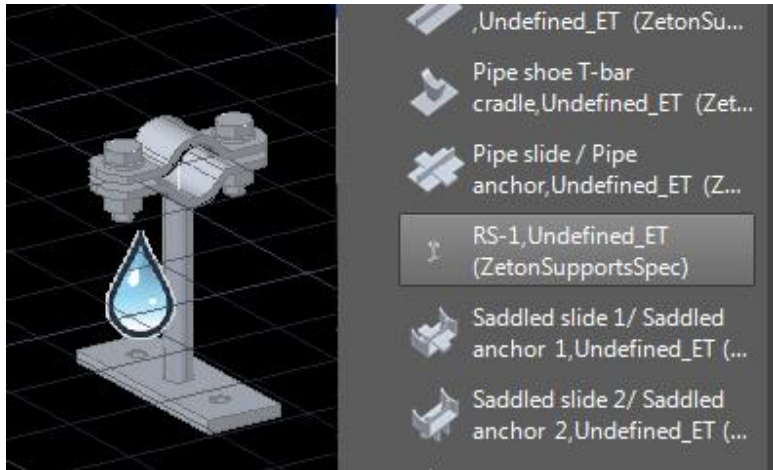 ,Undefined_ET (ZetonSu...
Pipe shoe T-bar
cradle,Undefined_ET (Zet...
Pipe slide / Pipe
anchor,Undefined_ET (Z...
RS-1,Undefined_ET
(ZetonSupportsSpec)
Saddled slide 1/ Saddled
anchor 1,Undefined_ET (...
Saddled slide 2/ Saddled
anchor 2,Undefined_ET (...